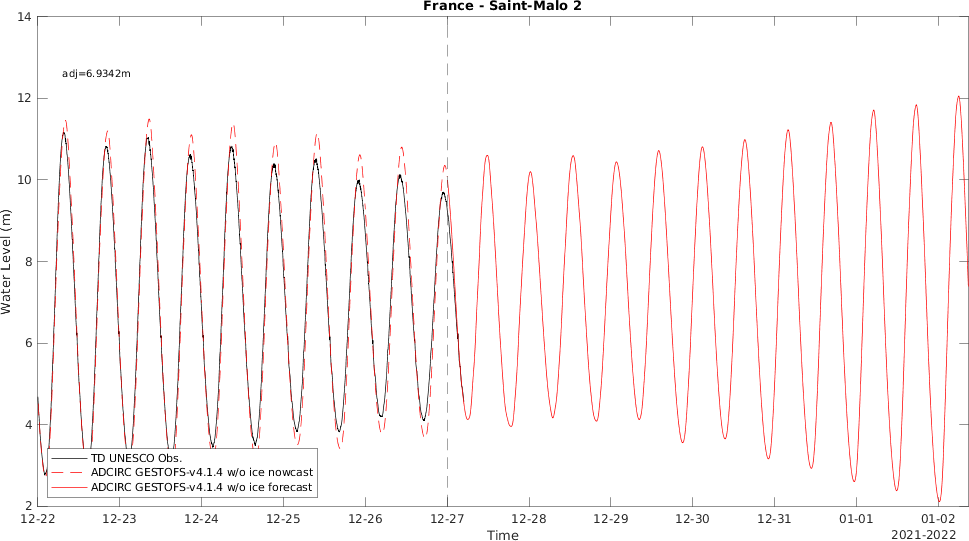 France - Saint-Malo 2
14
adj=6.9342m
12
10
8
6
4
2
Water Level (m)
TD UNESCO Obs.
ADCIRC GESTOFS-v4.1.4 w/o ice nowcast
ADCIRC GESTOFS-v4.1.4 w/o ice forecast
12-22 12-23 12-24 12-25 12-26 12-27 12-28 12-29 12-30 12-31 01-01 01-02
Time
2021-2022